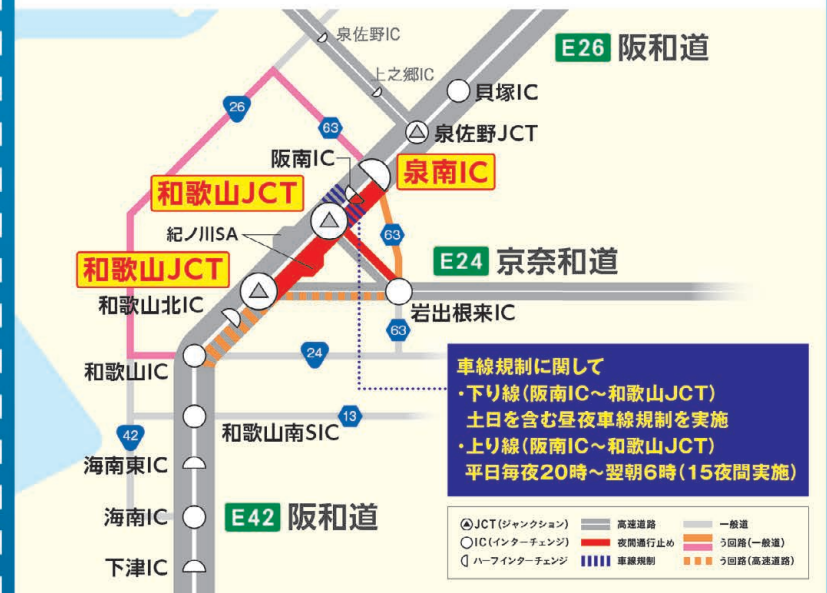 泉佐野IC
E26 阪和道
上之郷IC
貝塚IC
26
63
泉佐野JCT
阪南IC
泉南IC
和歌山JCT
紀ノ川SA
63
E24 京奈和道
和歌山JCT
和歌山北IC
岩出根来IC
63
24
和歌山IC
車線規制に関して
・下り線(阪南IC～和歌山JCT)
土日を含む昼夜車線規制を実施
・上り線(阪南IC～和歌山JCT)
平日毎夜20時～翌朝6時(15夜間実施)
13
和歌山南SIC
42
海南東IC
海南IC
E42 阪和道
下津IC
JCT(ジャンクション)
高速道路
一般道
IC(インターチェンジ)
夜間通行止め
う回路(一般道)
ハーフインターチェンジ
車線規制
う回路(高速道路)